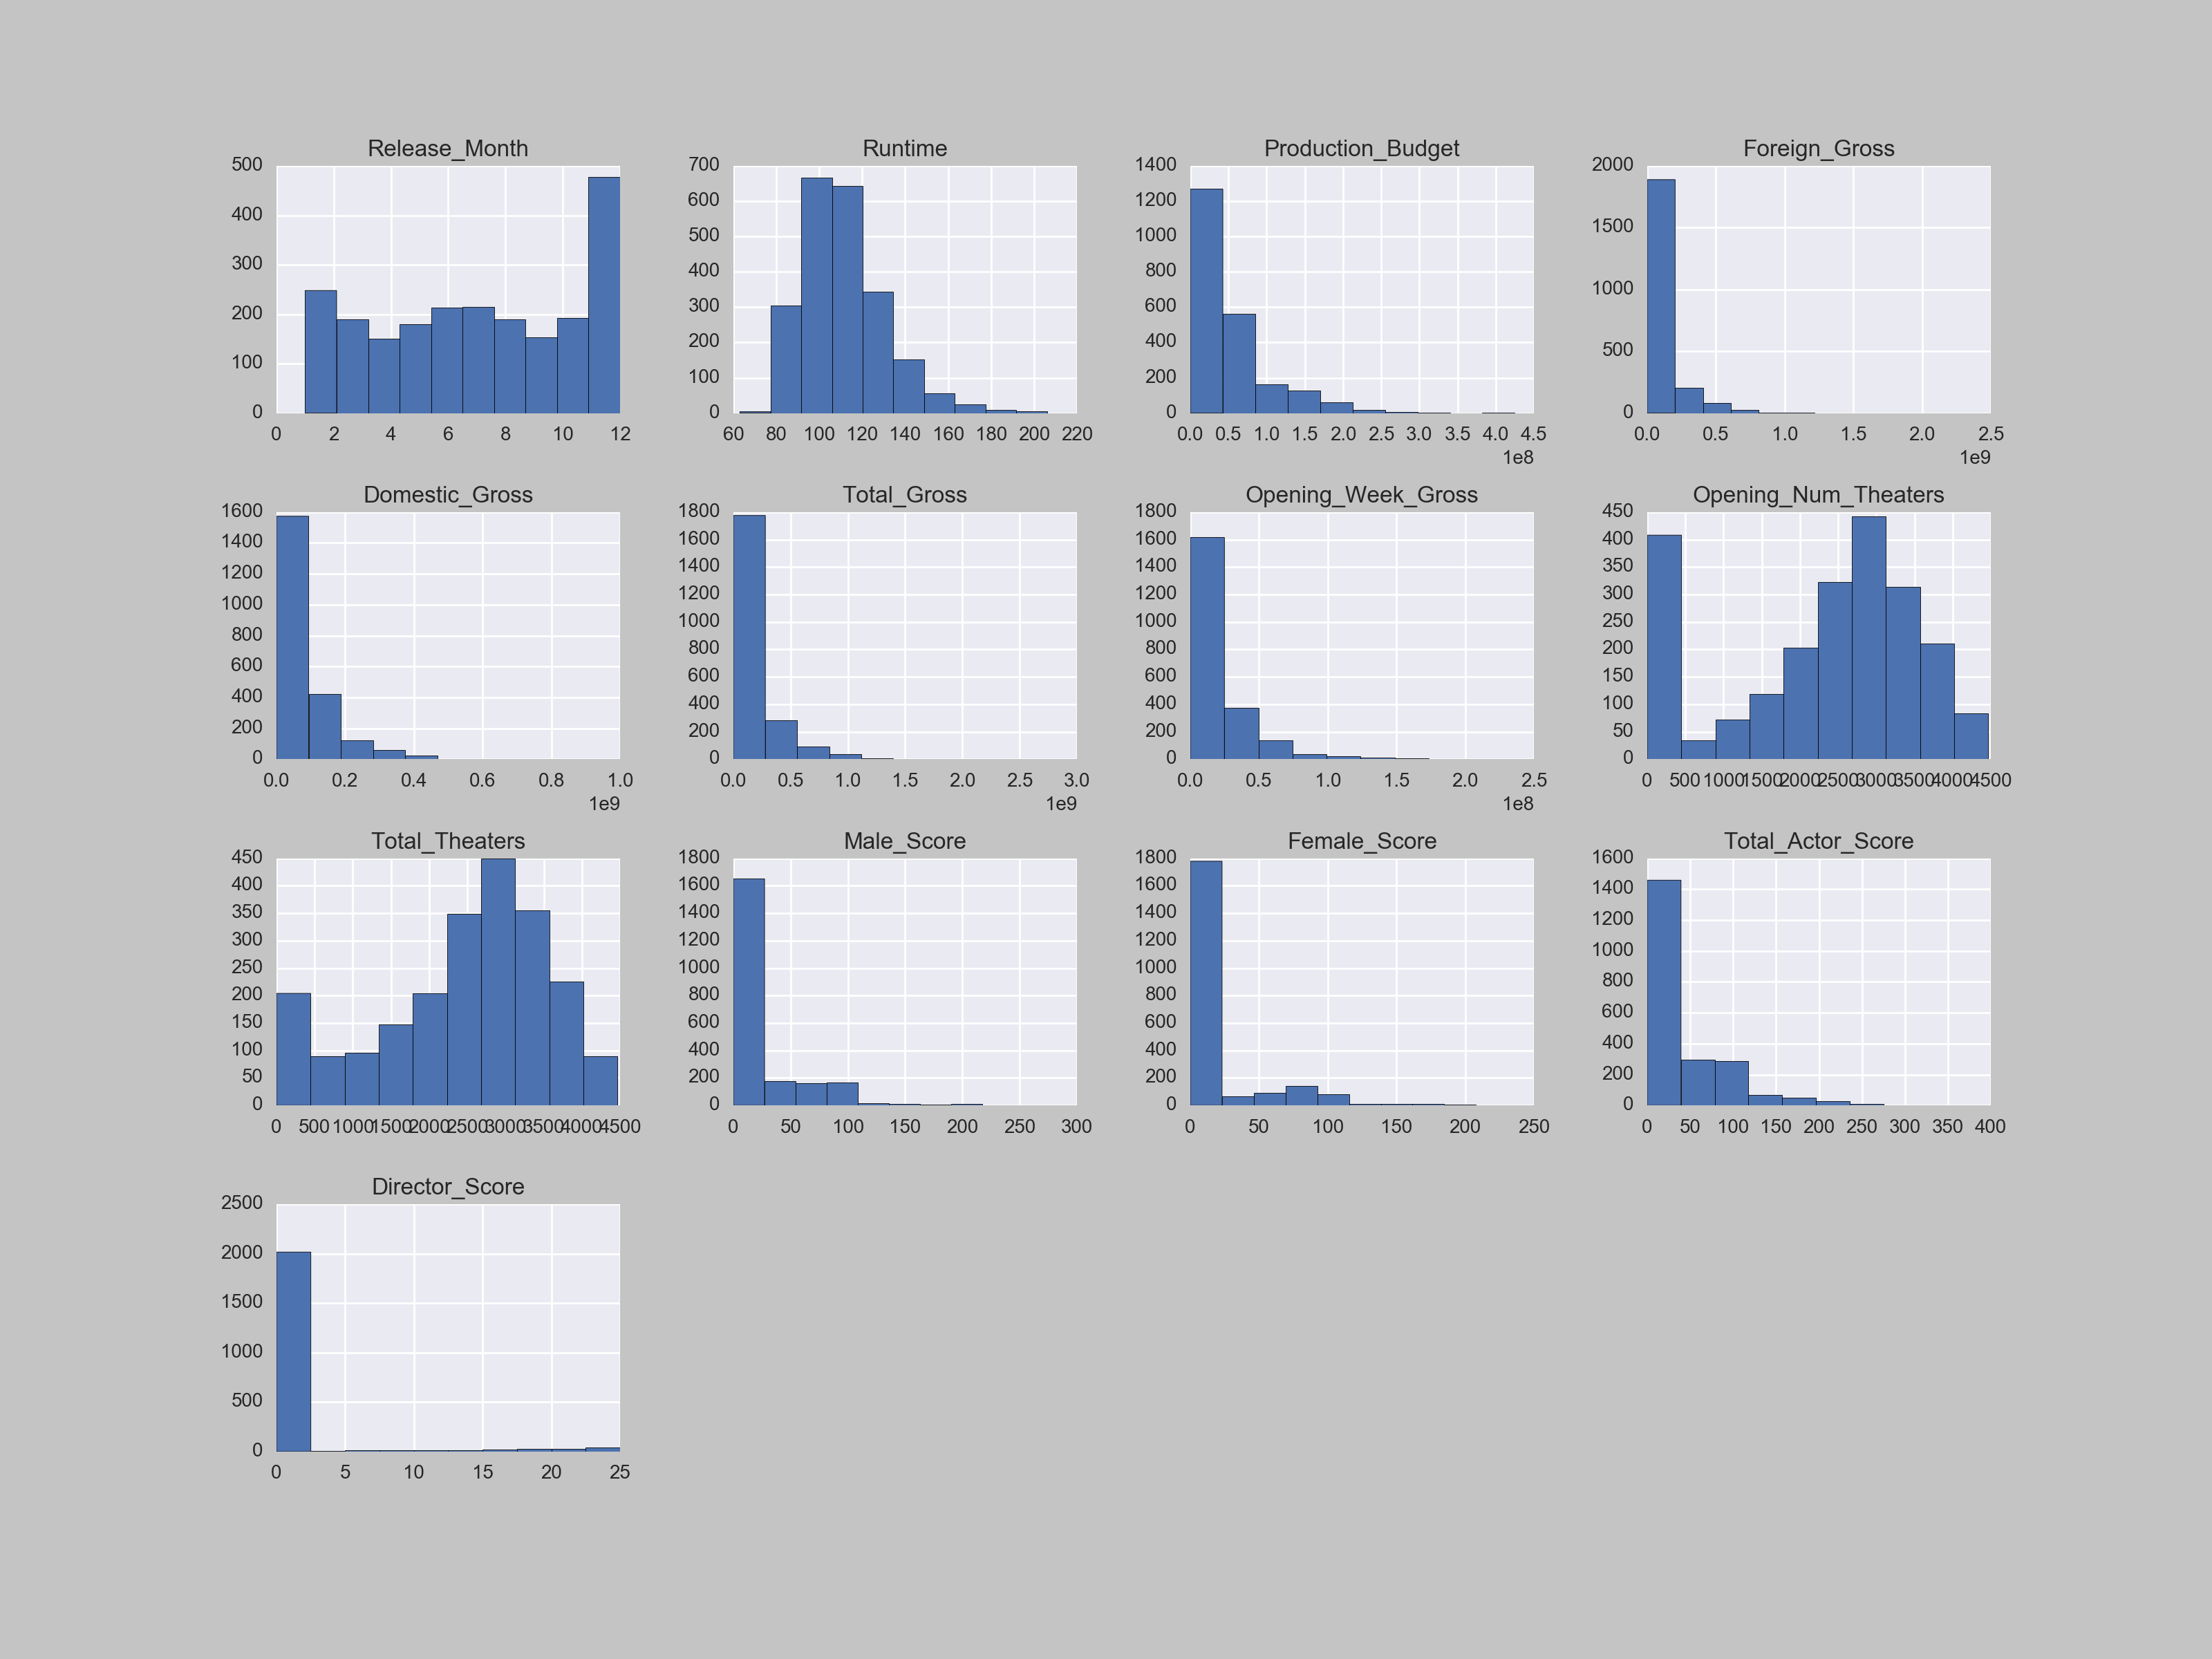 Release_Month Runtime Production_Budget Foreign_Gross
500 700 1400 2000
400 600 1200 1500
300 500 1000 1000
200 400 800 500
100 300 600 0
0 200 400
100 200
0 0
0 2 4 6 8 10 12 60 80 100 120 140 160 180 200 220 0.0 0.5 1.0 1.5 2.0 2.5 3.0 3.5 4.0 4.5 0.0 0.5 1.0 1.5 2.0 2.5
1e8 1e9
Domestic_Gross Total_Gross Opening_Week_Gross Opening_Num_Theaters
1600 1800 1800 450
1400 1600 1600 400
1200 1400 1400 350
1000 1200 1200 300
800 1000 1000 250
600 800 800 200
400 600 600 150
200 400 400 100
0 200 200 50
0 0 0
0.0 0.2 0.4 0.6 0.8 1.0 0.0 0.5 1.0 1.5 2.0 2.5 3.0 0.0 0.5 1.0 1.5 2.0 2.5 0 500 1000 1500 2000 2500 3000 3500 4000 4500
1e9 1e9 1e8
Total_Theaters Male_Score Female_Score Total_Actor_Score
450 1800 1800 1600
400 1600 1600 1400
350 1400 1400 1200
300 1200 1200 1000
250 1000 1000 800
200 800 800 600
150 600 600 400
100 400 400 200
50 200 200 0
0 0 0
0 500 1000 1500 2000 2500 3000 3500 4000 4500 0 50 100 150 200 250 300 0 50 100 150 200 250 0 50 100 150 200 250 300 350 400
Director_Score
2500
2000
1500
1000
500
0
0 5 10 15 20 25